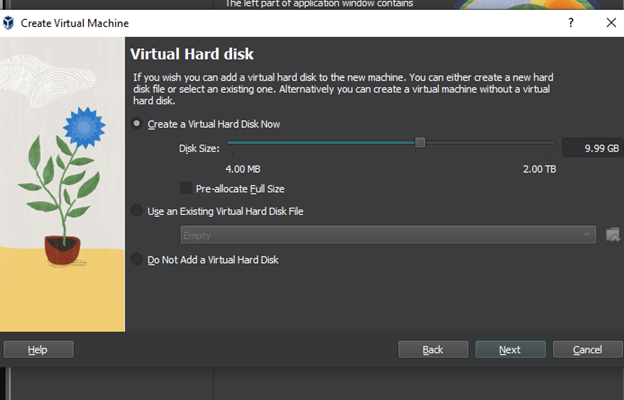 The left part of application window contains
Create Virtual Machine
Virtual Hard disk
If you wish you can add a virtual hard disk to the new machine. You can either create a new hard
disk file or select an existing one. Alternatively you can create a virtual machine without a virtual
hard disk.
Create a Virtual Hard Disk Now
Disk Size:
9.99 GB
4.00 MB
2.00 TB
Pre-allocate Full Size
Use an Existing Virtual Hard Disk File
Empty
Do Not Add a Virtual Hard Disk
Help
Back
Next
Cancel